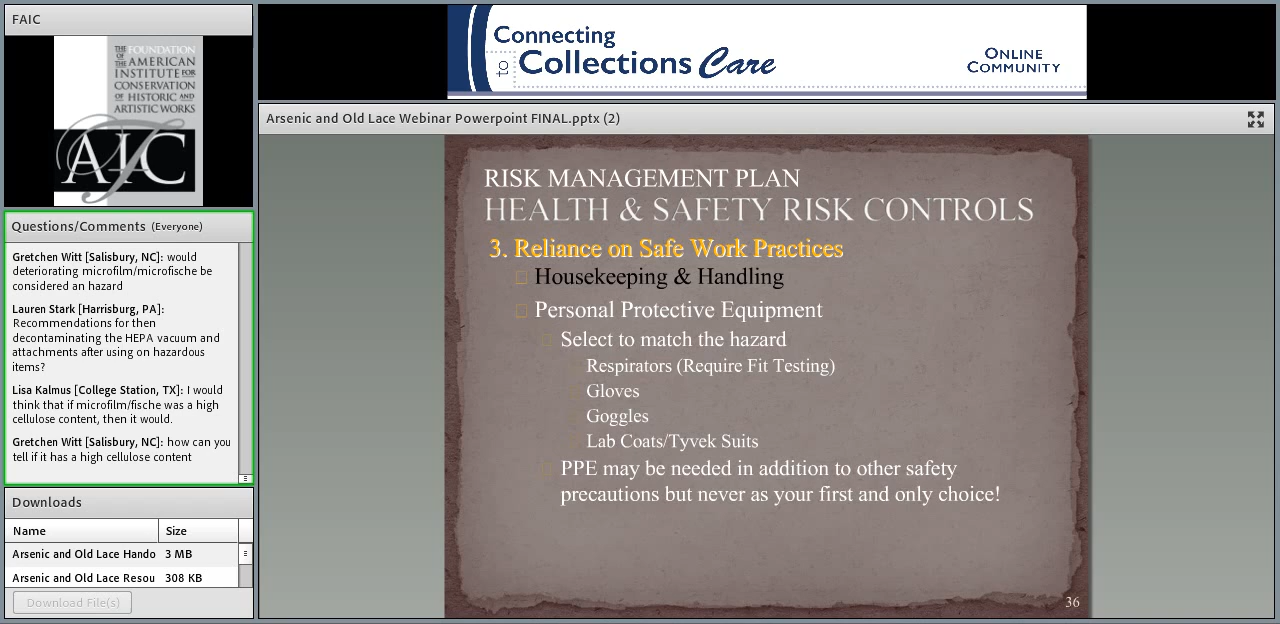 FAIC
THE FOUNDATION
OF THE AMERICAN
INSTITUTE FOR
CONSERVATION
OF HISTORIC AND
ARTISTIC WORKS
FAIC
Connecting
to Collections Care
ONLINE
COMMUNITY
Questions/Comments (Everyone)
Gretchen Witt [Salisbury, NC]: would
deteriorating microfilm/microfische be
considered an hazard
Lauren Stark [Harrisburg, PA]:
Recommendations for then
decontaminating the HEPA vacuum and
attachments after using on hazardous
items?
Lisa Kalmus [College Station, TX]: I would
think that if microfilm/fische was a high
cellulose content, then it would.
Gretchen Witt [Salisbury, NC]: how can you
tell if it has a high cellulose content
Downloads
Name Size
Arsenic and Old Lace Hando 3 MB
Arsenic and Old Lace Resou 308 KB
Download File(s)
Arsenic and Old Lace Webinar Powerpoint FINAL.pptx (2)
RISK MANAGEMENT PLAN
HEALTH & SAFETY RISK CONTROLS
3. Reliance on Safe Work Practices
Housekeeping & Handling
Personal Protective Equipment
Select to match the hazard
Respirators (Require Fit Testing)
Gloves
Goggles
Lab Coats/Tyvek Suits
PPE may be needed in addition to other safety
precautions but never as your first and only choice!
36